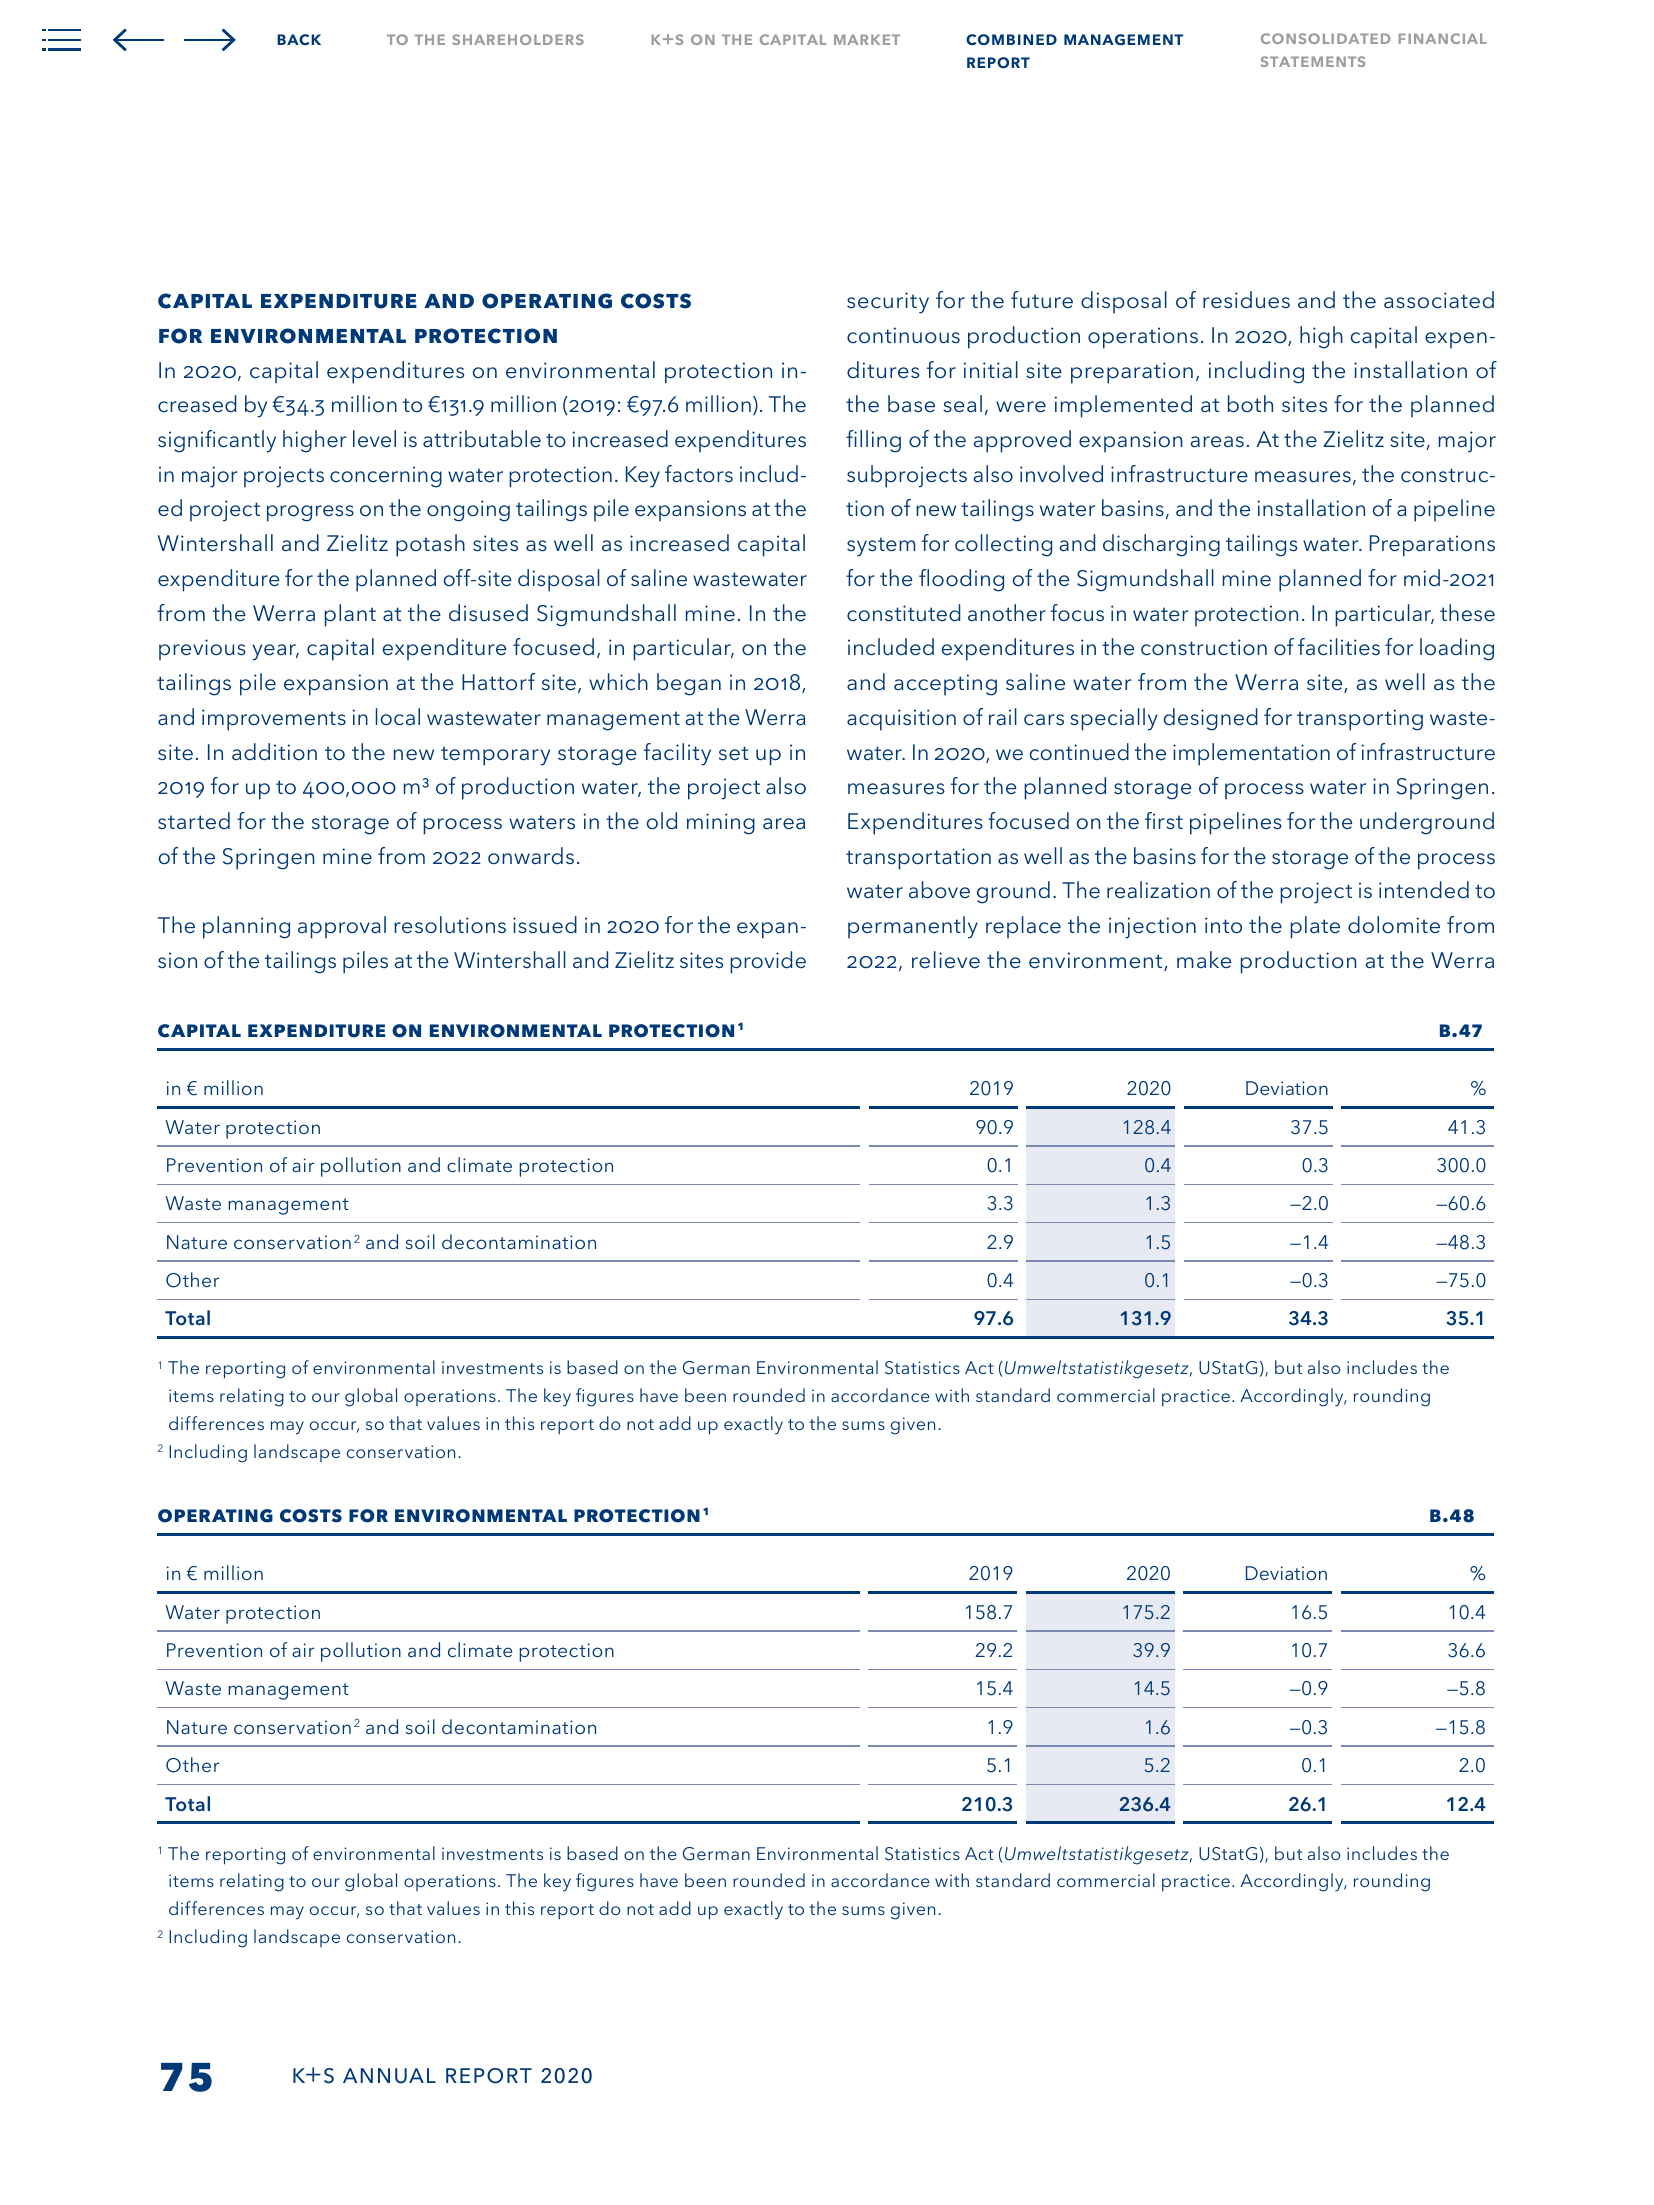 BACK
TO THE SHAREHOLDERS
K+S ON THE CAPITAL MARKET
COMBINED MANAGEMENT
REPORT
CONSOLIDATED FINANCIAL
STATEMENTS
CAPITAL EXPENDITURE AND OPERATING COSTS
FOR ENVIRONMENTAL PROTECTION
In 2020, capital expenditures on environmental protection in-
creased by €34.3 million to €131.9 million (2019: €97.6 million). The
significantly higher level is attributable to increased expenditures
in major projects concerning water protection. Key factors includ-
ed project progress on the ongoing tailings pile expansions at the
Wintershall and Zielitz potash sites as well as increased capital
expenditure for the planned off-site disposal of saline wastewater
from the Werra plant at the disused Sigmundshall mine. In the
previous year, capital expenditure focused, in particular, on the
tailings pile expansion at the Hattorf site, which began in 2018,
and improvements in local wastewater management at the Werra
site. In addition to the new temporary storage facility set up in
2019 for up to 400,000 m³ of production water, the project also
started for the storage of process waters in the old mining area
of the Springen mine from 2022 onwards.
The planning approval resolutions issued in 2020 for the expan-
sion of the tailings piles at the Wintershall and Zielitz sites provide
security for the future disposal of residues and the associated
continuous production operations. In 2020, high capital expen-
ditures for initial site preparation, including the installation of
the base seal, were implemented at both sites for the planned
filling of the approved expansion areas. At the Zielitz site, major
subprojects also involved infrastructure measures, the construc-
tion of new tailings water basins, and the installation of a pipeline
system for collecting and discharging tailings water. Preparations
for the flooding of the Sigmundshall mine planned for mid-2021
constituted another focus in water protection. In particular, these
included expenditures in the construction of facilities for loading
and accepting saline water from the Werra site, as well as the
acquisition of rail cars specially designed for transporting waste-
water. In 2020, we continued the implementation of infrastructure
measures for the planned storage of process water in Springen.
Expenditures focused on the first pipelines for the underground
transportation as well as the basins for the storage of the process
water above ground. The realization of the project is intended to
permanently replace the injection into the plate dolomite from
2022, relieve the environment, make production at the Werra
CAPITAL EXPENDITURE ON ENVIRONMENTAL PROTECTION¹ B.47
in € million 2019 2020 Deviation %
Water protection 90.9 128.4 37.5 41.3
Prevention of air pollution and climate protection 0.1 0.4 0.3 300.0
Waste management 3.3 1.3 –2.0 –60.6
Nature conservation² and soil decontamination 2.9 1.5 –1.4 –48.3
Other 0.4 0.1 –0.3 –75.0
Total 97.6 131.9 34.3 35.1
¹ The reporting of environmental investments is based on the German Environmental Statistics Act (Umweltstatistikgesetz, UStatG), but also includes the
items relating to our global operations. The key figures have been rounded in accordance with standard commercial practice. Accordingly, rounding
differences may occur, so that values in this report do not add up exactly to the sums given.
² Including landscape conservation.
OPERATING COSTS FOR ENVIRONMENTAL PROTECTION¹ B.48
in € million 2019 2020 Deviation %
Water protection 158.7 175.2 16.5 10.4
Prevention of air pollution and climate protection 29.2 39.9 10.7 36.6
Waste management 15.4 14.5 –0.9 –5.8
Nature conservation² and soil decontamination 1.9 1.6 –0.3 –15.8
Other 5.1 5.2 0.1 2.0
Total 210.3 236.4 26.1 12.4
¹ The reporting of environmental investments is based on the German Environmental Statistics Act (Umweltstatistikgesetz, UStatG), but also includes the
items relating to our global operations. The key figures have been rounded in accordance with standard commercial practice. Accordingly, rounding
differences may occur, so that values in this report do not add up exactly to the sums given.
² Including landscape conservation.
75 K+S ANNUAL REPORT 2020